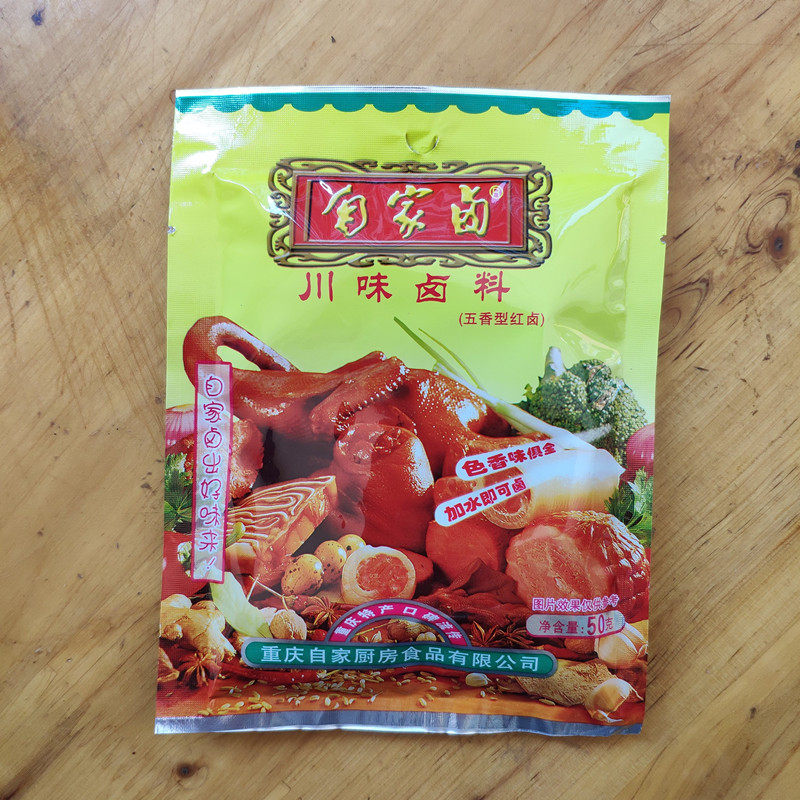 自家卤®
川味卤料
(五香型红卤)
自家卤出好味来!
色香味俱全
加水即可卤
图片效果仅供参考
净含量:50克
重庆特产口碑流传
重庆自家厨房食品有限公司